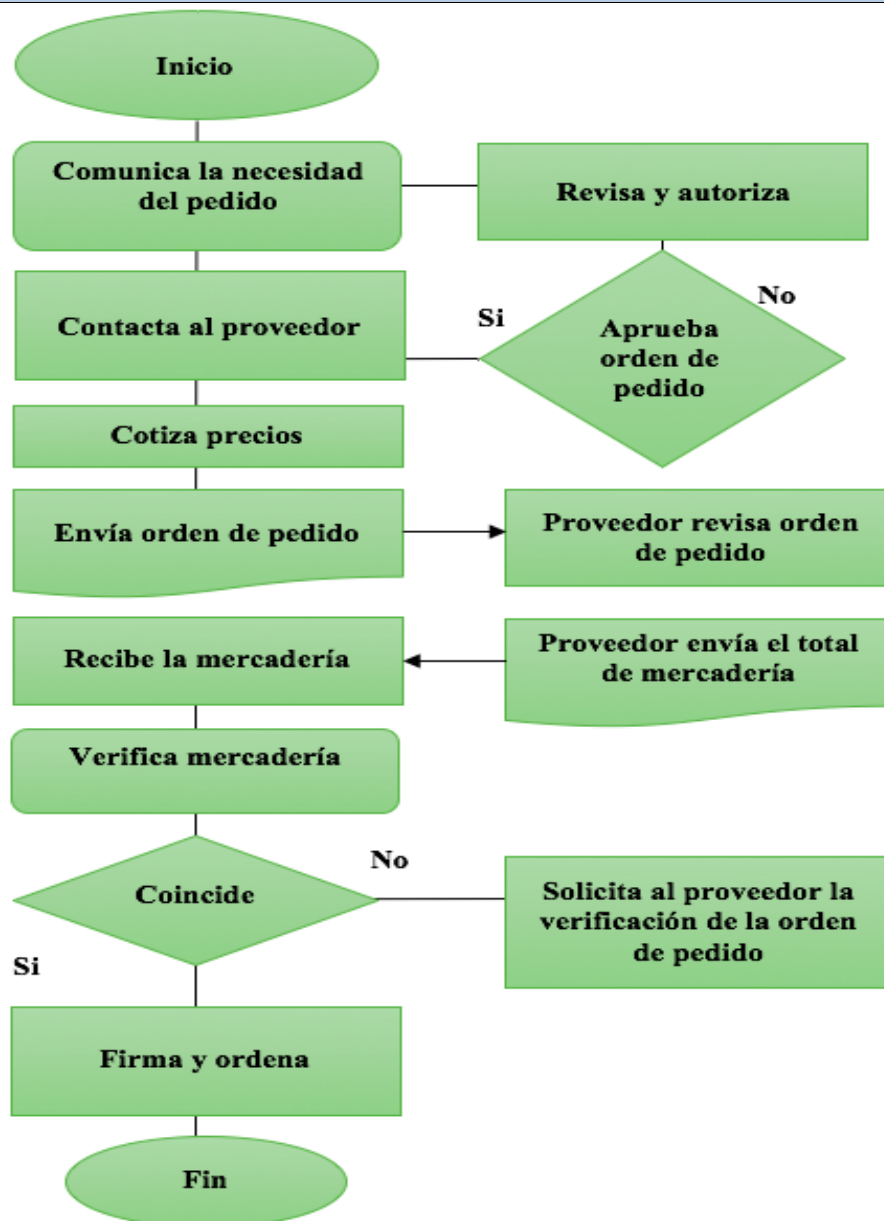 Inicio
Comunica la necesidad
del pedido
Revisa y autoriza
Contacta al proveedor
Si
No
Aprueba
orden de
pedido
Cotiza precios
Envía orden de pedido
Proveedor revisa orden
de pedido
Recibe la mercadería
Proveedor envía el total
de mercadería
Verifica mercadería
Coincide
No
Solicita al proveedor la
verificación de la orden
de pedido
Si
Firma y ordena
Fin